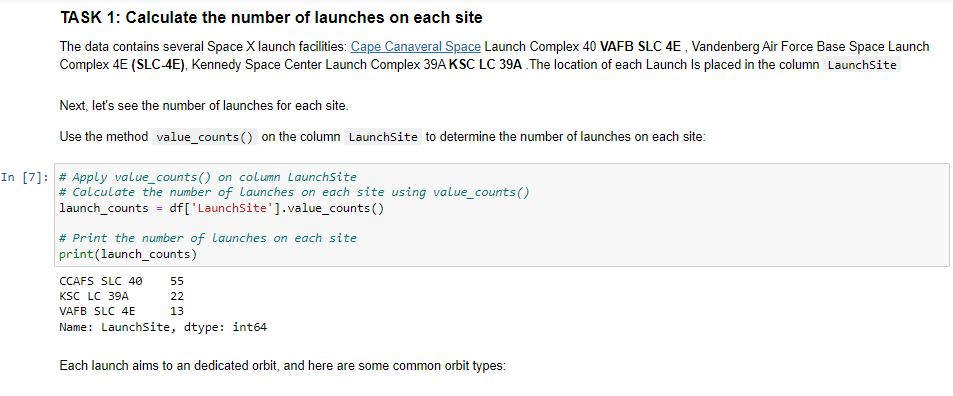 TASK 1: Calculate the number of launches on each site
The data contains several Space X launch facilities: Cape Canaveral Space Launch Complex 40 VAFB SLC 4E , Vandenberg Air Force Base Space Launch
Complex 4E (SLC-4E), Kennedy Space Center Launch Complex 39A KSC LC 39A .The location of each Launch Is placed in the column LaunchSite
Next, let's see the number of launches for each site.
Use the method value_counts() on the column LaunchSite to determine the number of launches on each site:
In [7]: # Apply value_counts() on column LaunchSite
# Calculate the number of launches on each site using value_counts()
launch_counts = df['LaunchSite'].value_counts()
# Print the number of launches on each site
print(launch_counts)
CCAFS SLC 40 55
KSC LC 39A 22
VAFB SLC 4E 13
Name: LaunchSite, dtype: int64
Each launch aims to an dedicated orbit, and here are some common orbit types: